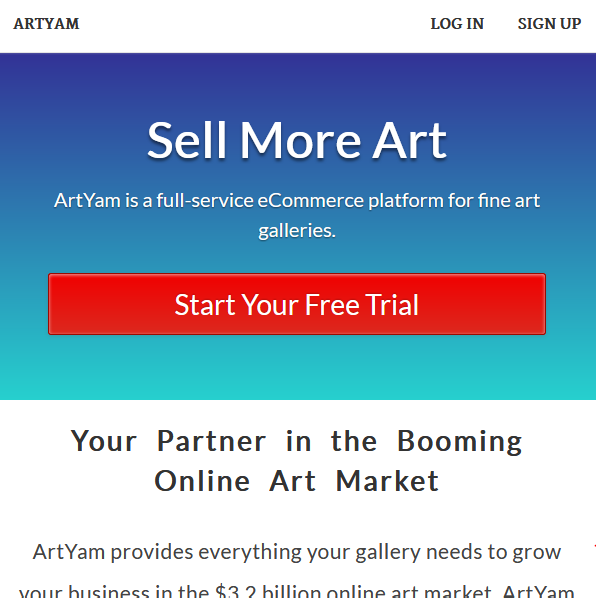 ARTYAM LOG IN SIGN UP
Sell More Art
ArtYam is a full-service eCommerce platform for fine art
galleries.
Start Your Free Trial
Your Partner in the Booming
Online Art Market
ArtYam provides everything your gallery needs to grow
your business in the $3.2 billion online art market. ArtYam